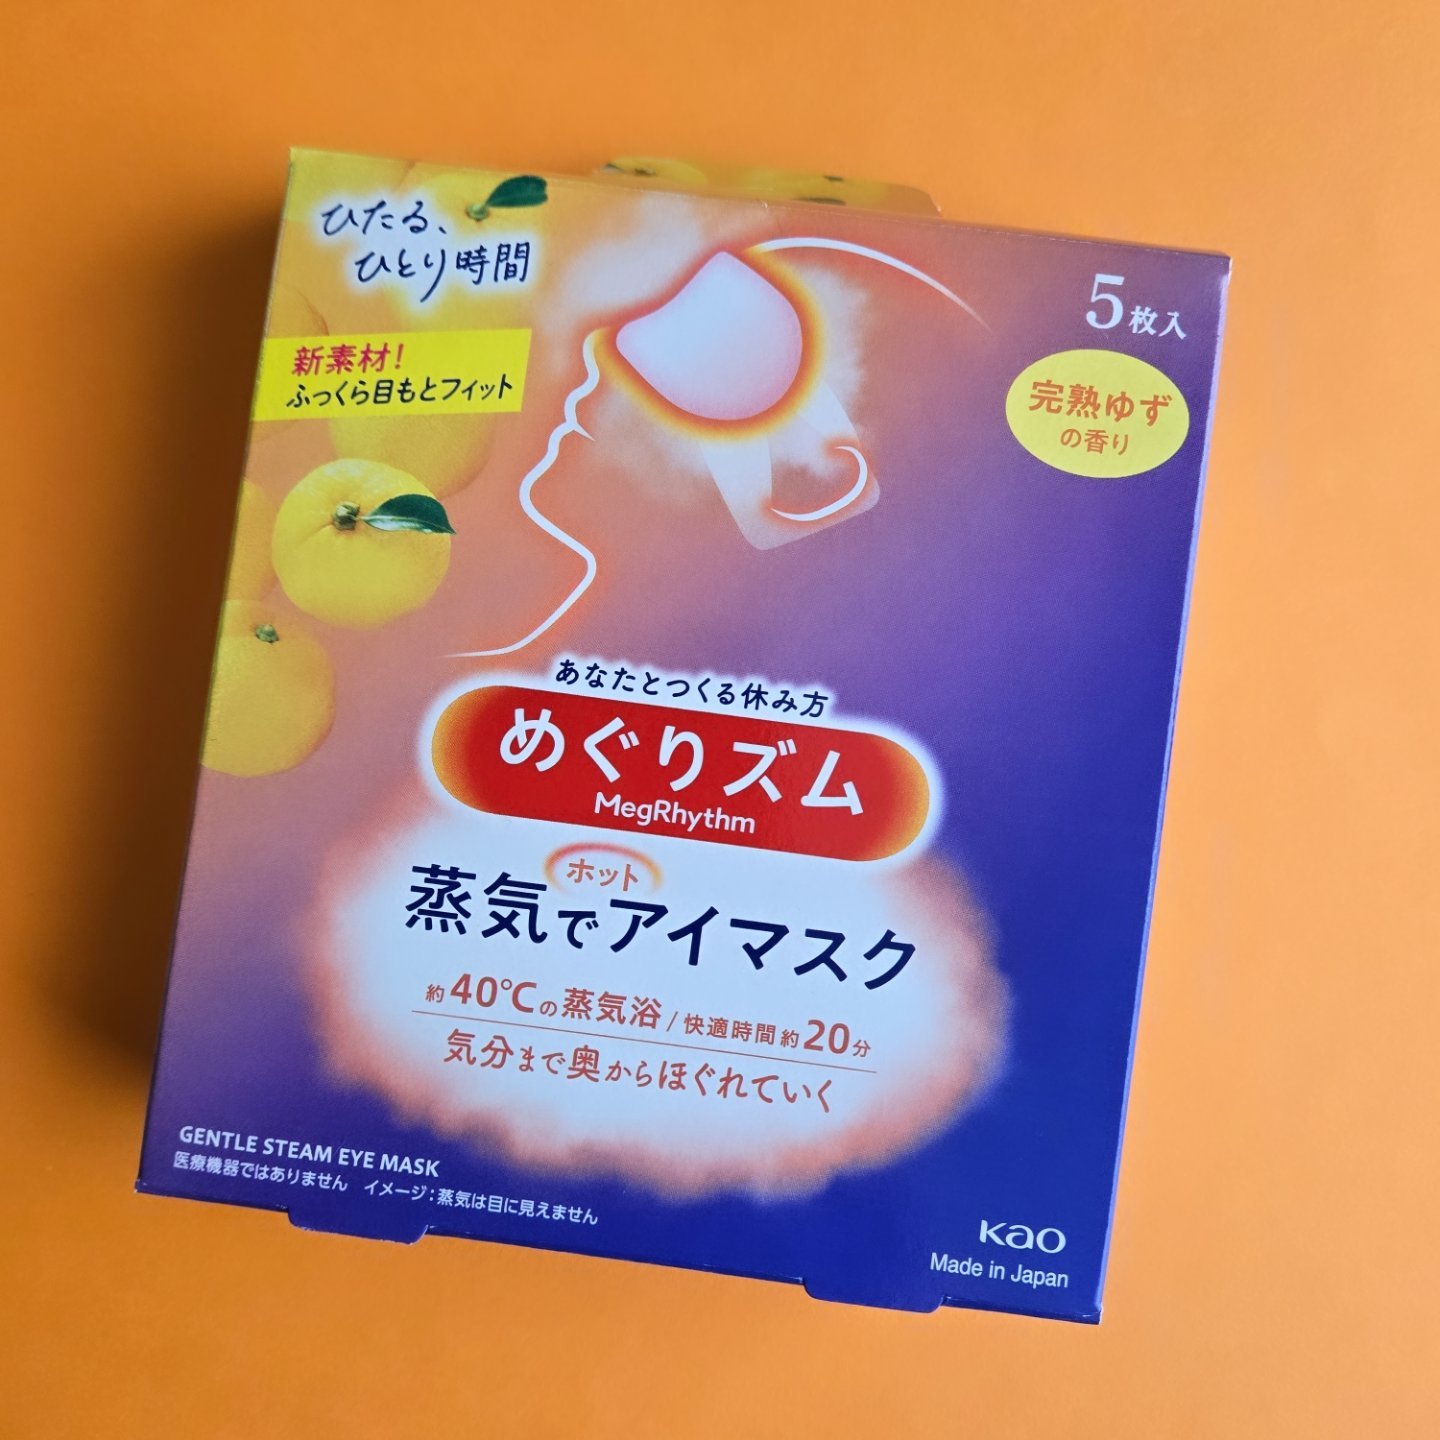 ひたる、
ひとり時間
新素材!
ふっくら目もとフィット
5枚入
完熟ゆず
の香り
あなたとつくる休み方
めぐりズム
MegRhythm
ホット
蒸気でアイマスク
約40℃の蒸気浴/快適時間約20分
気分まで奥からほぐれていく
GENTLE STEAM EYE MASK
医療機器ではありません イメージ:蒸気は目に見えません
Kao
Made in Japan